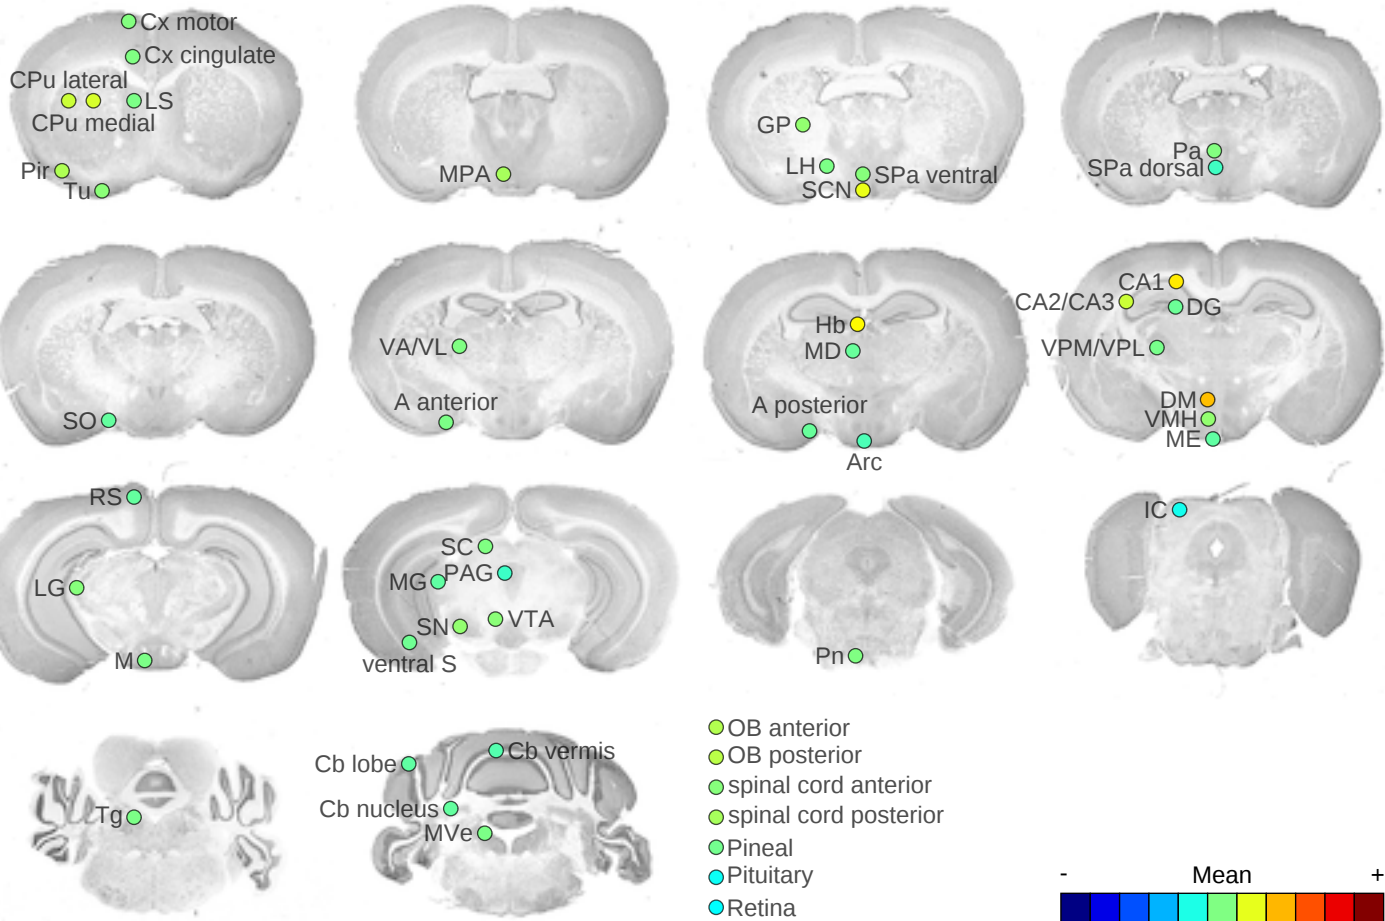 Cx motor
Cx cingulate
CPu lateral
LS
CPu medial
Pir
Tu
MPA
GP
LH
SPa ventral
SCN
Pa
SPa dorsal
SO
VA/VL
A anterior
Hb
MD
A posterior
Arc
CA1
CA2/CA3
DG
VPM/VPL
DM
VMH
ME
RS
LG
M
SC
MG
PAG
SN
VTA
ventral S
Pn
IC
Tg
Cb lobe
Cb vermis
Cb nucleus
MVe
OB anterior
OB posterior
spinal cord anterior
spinal cord posterior
Pineal
Pituitary
Retina
- Mean +